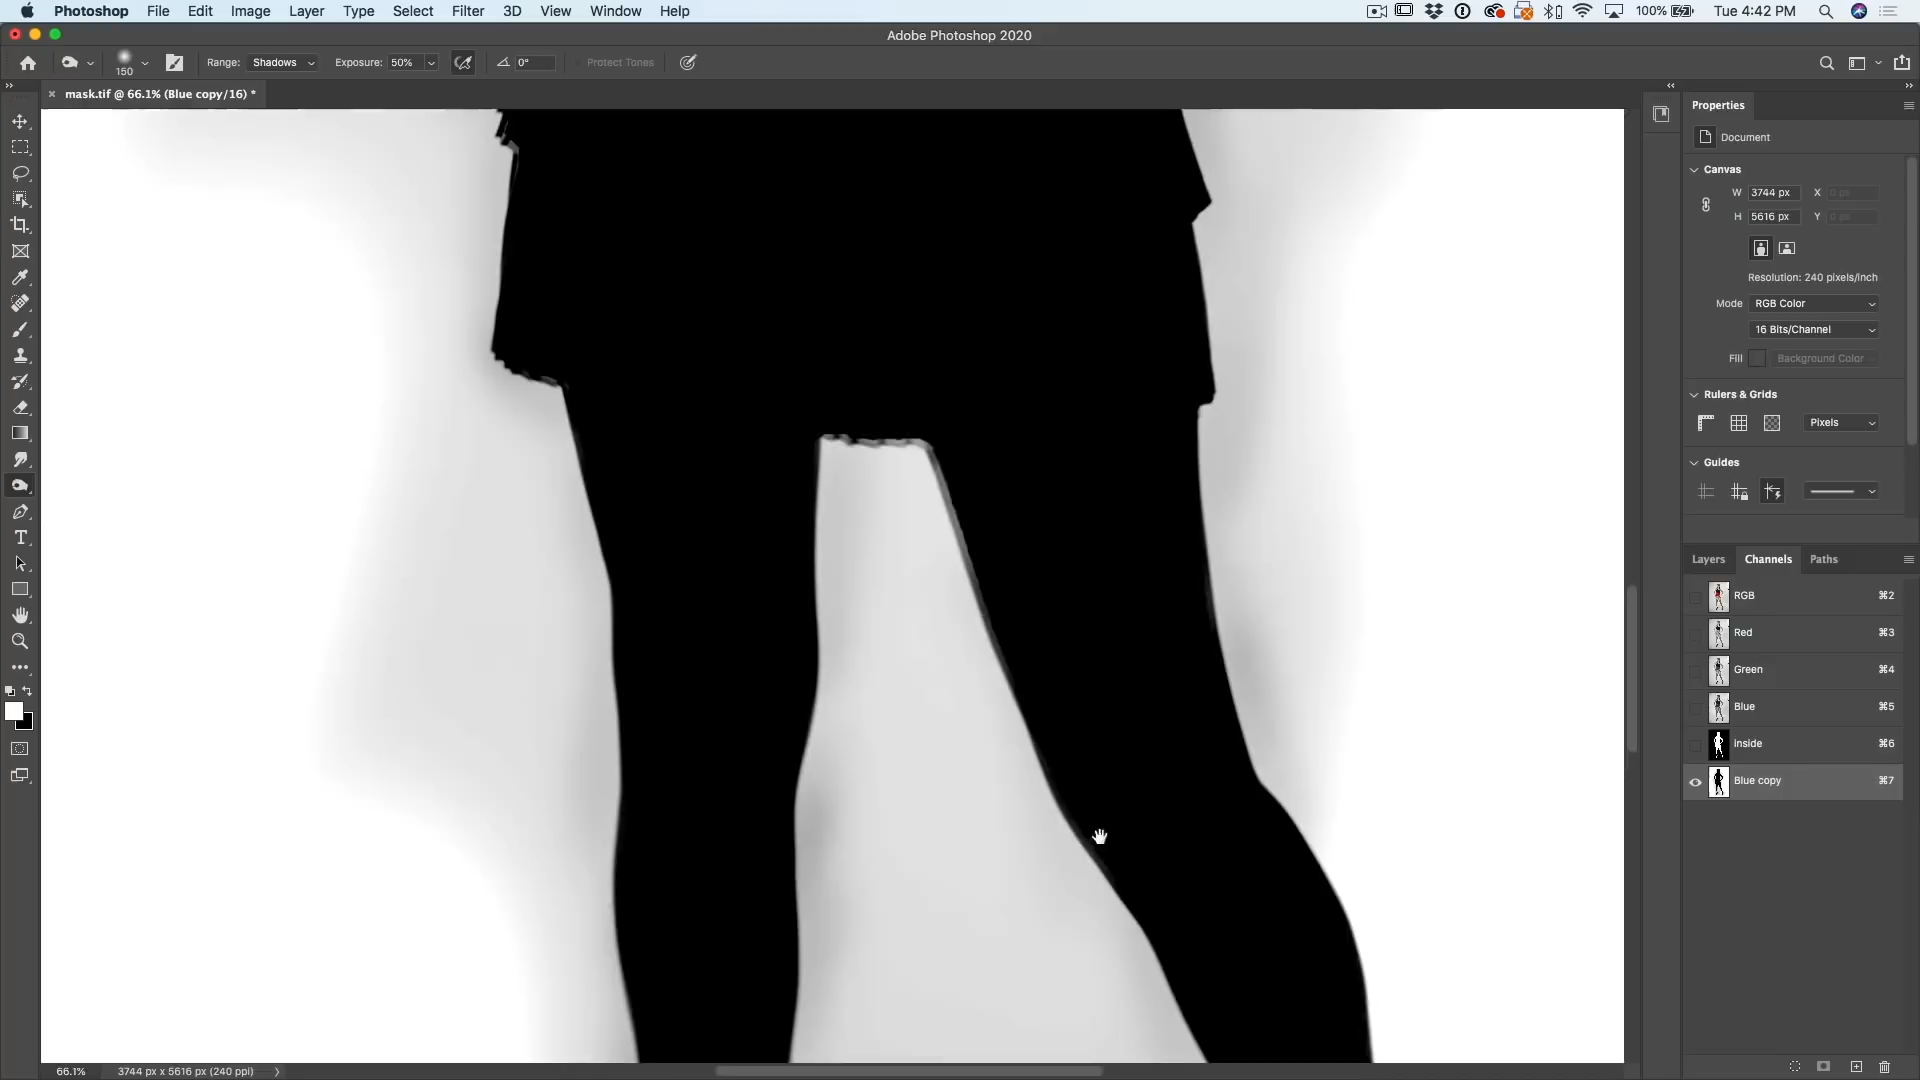 Photoshop File Edit Image Layer Type Select Filter 3D View Window Help 100% Tue 4:42 PM
Adobe Photoshop 2020
150 Range: Shadows Exposure: 50% 0° Protect Tones
mask.tif @ 66.1% (Blue copy/16) *
Properties
Document
Canvas
W 3744 px X 0 px
H 5616 px Y 0 px
Resolution: 240 pixels/inch
Mode RGB Color
16 Bits/Channel
Fill Background Color
Rulers & Grids
Pixels
Guides
Layers Channels Paths
RGB ⌘2
Red ⌘3
Green ⌘4
Blue ⌘5
Inside ⌘6
Blue copy ⌘7
66.1% 3744 px x 5616 px (240 ppi)